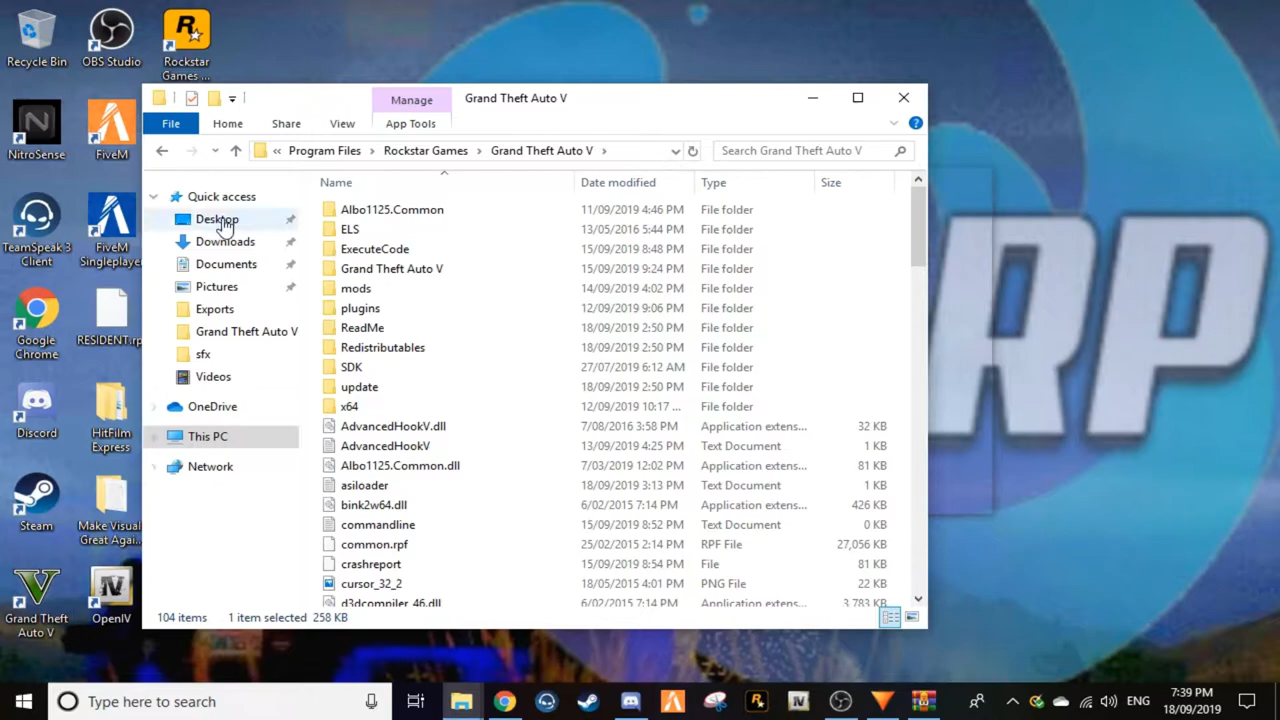 Recycle Bin
OBS Studio
Rockstar
Games ...
NitroSense
FiveM
TeamSpeak 3
Client
FiveM
Singleplayer
Google
Chrome
RESIDENT.rp
Discord
HitFilm
Express
Steam
Make Visual
Great Agai...
Grand Theft
Auto V
OpenIV
Manage
Grand Theft Auto V
File
Home
Share
View
App Tools
« Program Files > Rockstar Games > Grand Theft Auto V >
Search Grand Theft Auto V
Quick access
Desktop
Downloads
Documents
Pictures
Exports
Grand Theft Auto V
sfx
Videos
OneDrive
This PC
Network
Name Date modified Type Size
Albo1125.Common 11/09/2019 4:46 PM File folder
ELS 13/05/2016 5:44 PM File folder
ExecuteCode 15/09/2019 8:48 PM File folder
Grand Theft Auto V 15/09/2019 9:24 PM File folder
mods 14/09/2019 4:02 PM File folder
plugins 12/09/2019 9:06 PM File folder
ReadMe 18/09/2019 2:50 PM File folder
Redistributables 18/09/2019 2:50 PM File folder
SDK 27/07/2019 6:12 AM File folder
update 18/09/2019 2:50 PM File folder
x64 12/09/2019 10:17 ... File folder
AdvancedHookV.dll 7/08/2016 3:58 PM Application extens... 32 KB
AdvancedHookV 13/09/2019 4:25 PM Text Document 1 KB
Albo1125.Common.dll 7/03/2019 12:02 PM Application extens... 81 KB
asiloader 18/09/2019 3:13 PM Text Document 1 KB
bink2w64.dll 6/02/2015 7:14 PM Application extens... 426 KB
commandline 15/09/2019 8:52 PM Text Document 0 KB
common.rpf 25/02/2015 2:14 PM RPF File 27,056 KB
crashreport 15/09/2019 8:54 PM File 81 KB
cursor_32_2 18/05/2015 4:01 PM PNG File 22 KB
d3dcompiler_46.dll 6/02/2015 7:14 PM Application extens... 3,783 KB
104 items 1 item selected 258 KB
RP
Type here to search
ENG
7:39 PM
18/09/2019